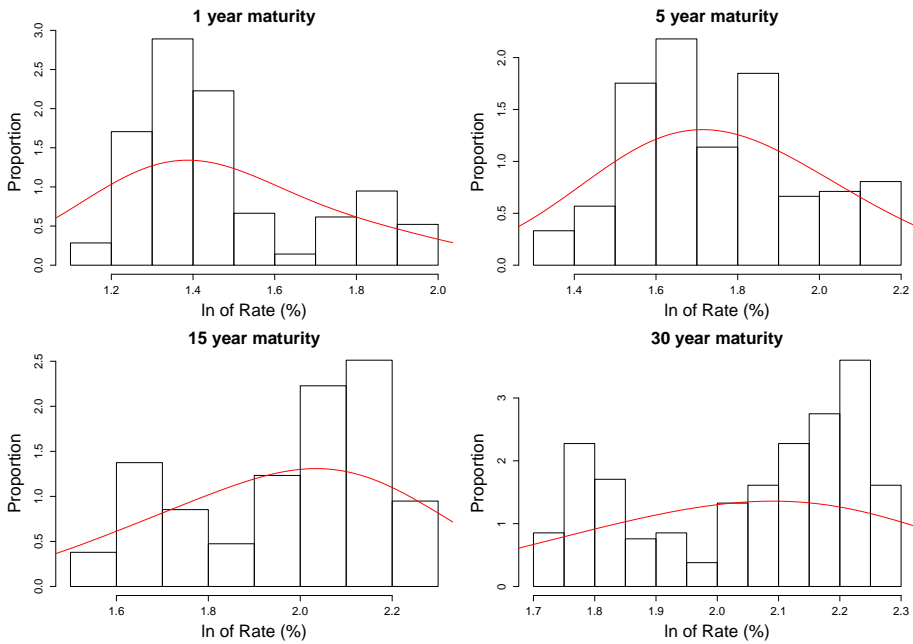 1 year maturity
Proportion
0.0 0.5 1.0 1.5 2.0 2.5 3.0
1.2 1.4 1.6 1.8 2.0
ln of Rate (%)
5 year maturity
Proportion
0.0 0.5 1.0 1.5 2.0
1.4 1.6 1.8 2.0 2.2
ln of Rate (%)
15 year maturity
Proportion
0.0 0.5 1.0 1.5 2.0 2.5
1.6 1.8 2.0 2.2
ln of Rate (%)
30 year maturity
Proportion
0 1 2 3
1.7 1.8 1.9 2.0 2.1 2.2 2.3
ln of Rate (%)